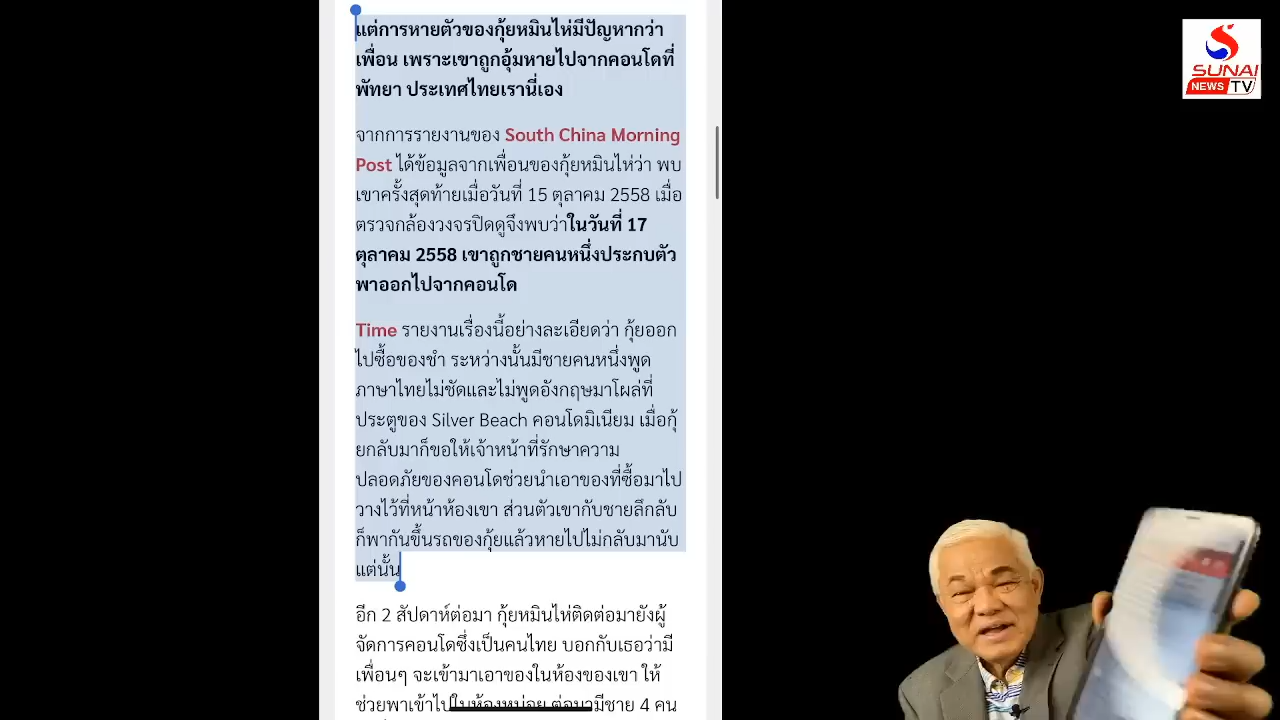 แต่การหายตัวของกุ้ยหมินไห่มีปัญหากว่า
เพื่อน เพราะเขาถูกอุ้มหายไปจากคอนโดที่
พัทยา ประเทศไทยเรานี่เอง
จากการรายงานของ South China Morning
Post ได้ข้อมูลจากเพื่อนของกุ้ยหมินไห่ว่า พบ
เขาครั้งสุดท้ายเมื่อวันที่ 15 ตุลาคม 2558 เมื่อ
ตรวจกล้องวงจรปิดดูจึงพบว่าในวันที่ 17
ตุลาคม 2558 เขาถูกชายคนหนึ่งประกบตัว
พาออกไปจากคอนโด
Time รายงานเรื่องนี้อย่างละเอียดว่า กุ้ยออก
ไปซื้อของชำ ระหว่างนั้นมีชายคนหนึ่งพูด
ภาษาไทยไม่ชัดและไม่พูดอังกฤษมาโผล่ที่
ประตูของ Silver Beach คอนโดมิเนียม เมื่อกุ้
ยกลับมาก็ขอให้เจ้าหน้าที่รักษาความ
ปลอดภัยของคอนโดช่วยนำเอาของที่ซื้อมาไป
วางไว้ที่หน้าห้องเขา ส่วนตัวเขากับชายลึกลับ
ก็พากันขึ้นรถของกุ้ยแล้วหายไปไม่กลับมานับ
แต่นั้น
อีก 2 สัปดาห์ต่อมา กุ้ยหมินไห่ติดต่อมายังผู้
จัดการคอนโดซึ่งเป็นคนไทย บอกกับเธอว่ามี
เพื่อนๆ จะเข้ามาเอาของในห้องของเขา ให้
ช่วยพาเข้าไปในห้องหน่อย ต่อมามีชาย 4 คน
SUNAI
NEWS TV